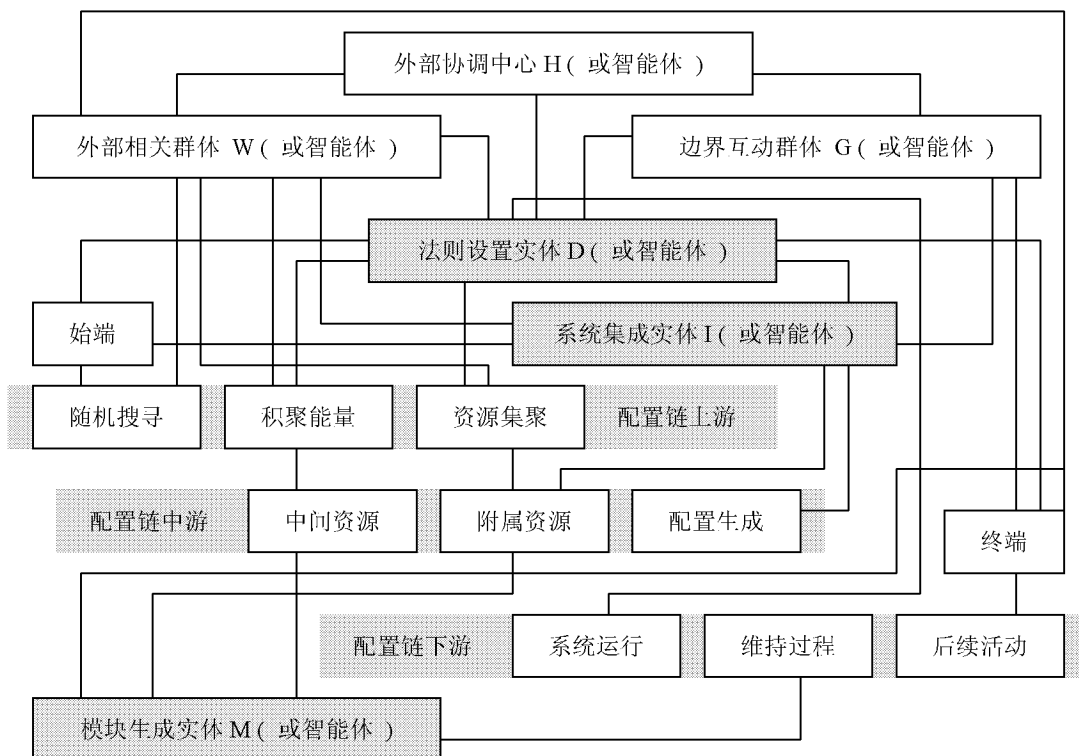 外部协调中心 H( 或智能体 )
外部相关群体 W( 或智能体 )
边界互动群体 G( 或智能体 )
法则设置实体 D( 或智能体 )
始端
系统集成实体 I( 或智能体 )
随机搜寻
积聚能量
资源集聚
配置链上游
配置链中游
中间资源
附属资源
配置生成
终端
配置链下游
系统运行
维持过程
后续活动
模块生成实体 M( 或智能体 )